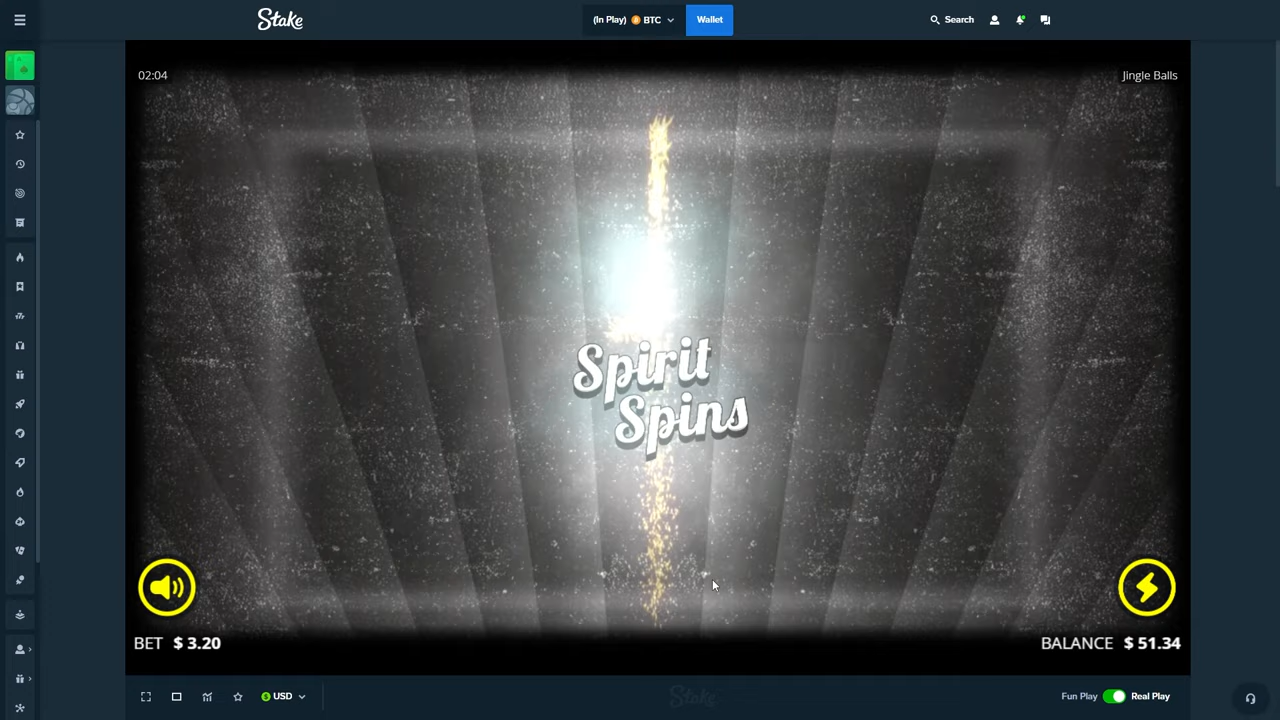 Stake
(In Play) BTC
Wallet
Search
02:04
Jingle Balls
Spirit
Spins
BET $ 3.20
BALANCE $ 51.34
USD
Stake
Fun Play
Real Play